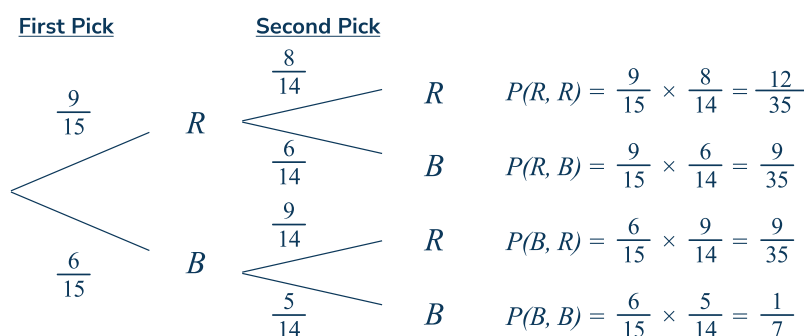 First Pick Second Pick
8/14
9/15 R P(R, R) = 9/15 × 8/14 = 12/35
R
6/14 B P(R, B) = 9/15 × 6/14 = 9/35
9/14 R P(B, R) = 6/15 × 9/14 = 9/35
B
6/15
5/14 B P(B, B) = 6/15 × 5/14 = 1/7